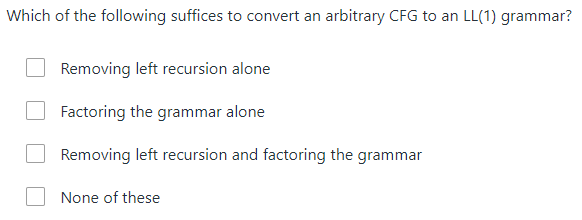 Which of the following suffices to convert an arbitrary CFG to an LL(1) grammar?
Removing left recursion alone
Factoring the grammar alone
Removing left recursion and factoring the grammar
None of these